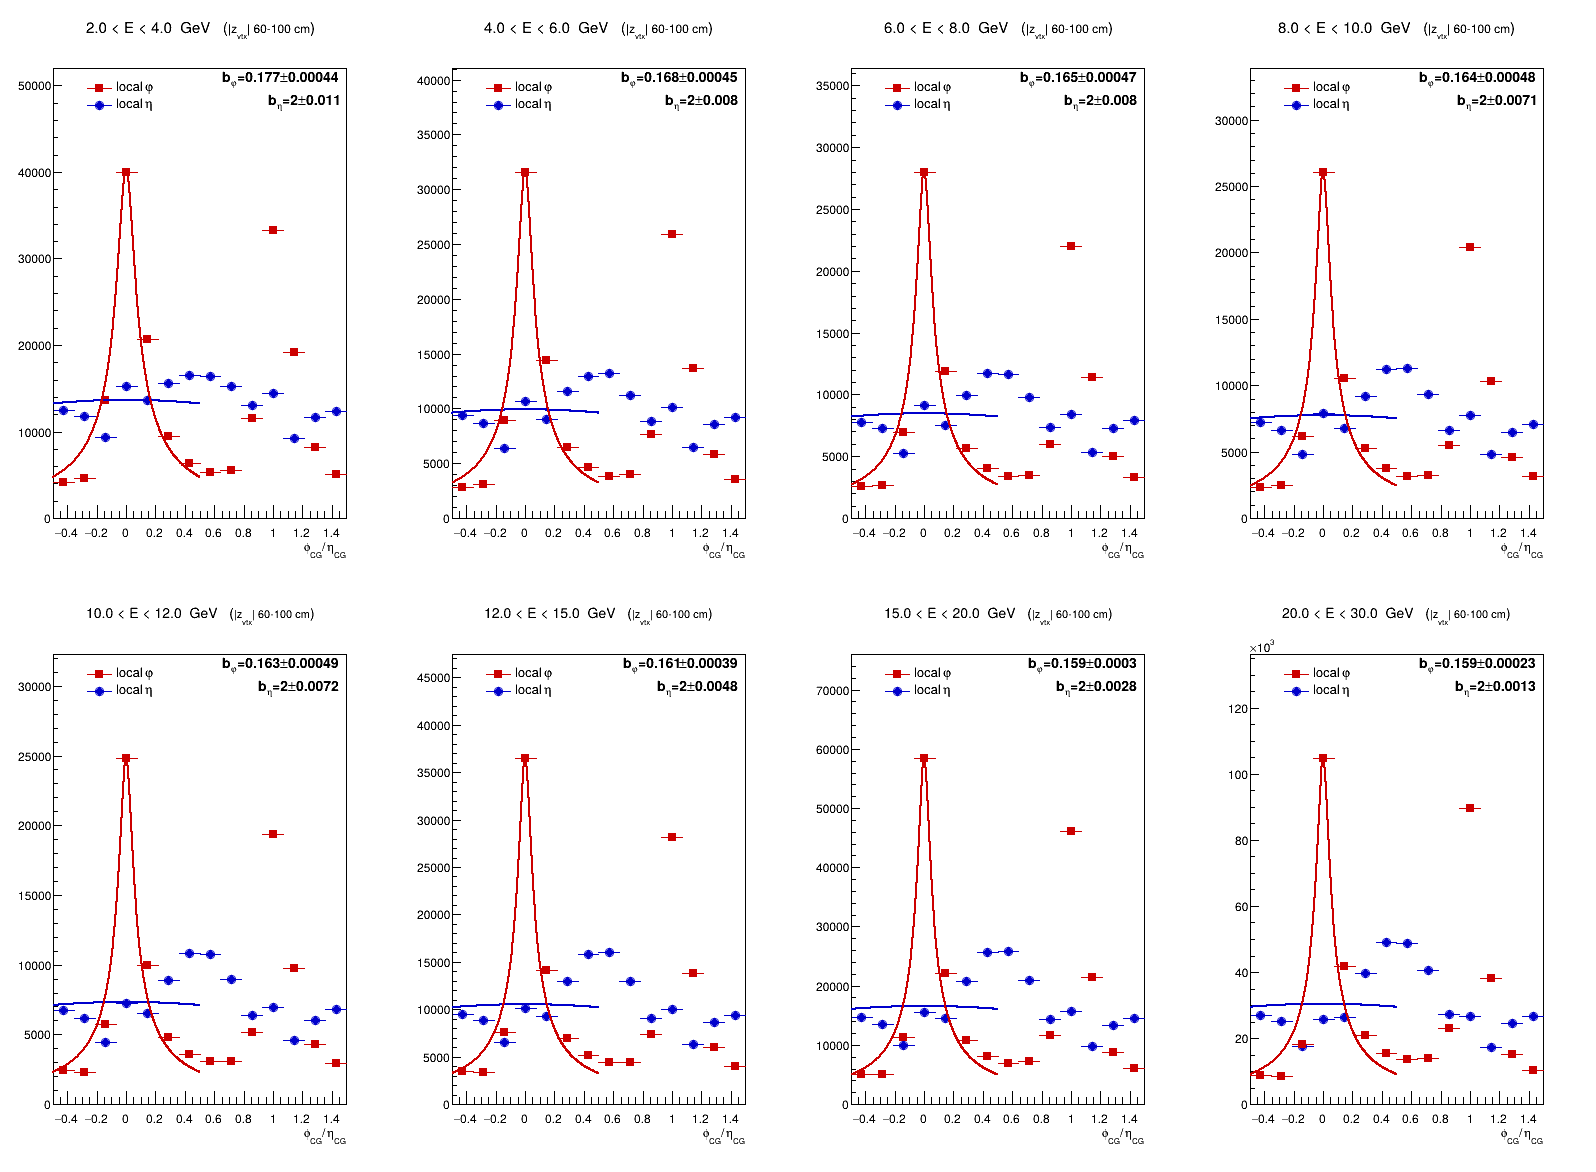 2.0 < E < 4.0 GeV (|z_vtx| 60-100 cm)
local φ
local η
b_φ=0.177±0.00044
b_η=2±0.011
50000
40000
30000
20000
10000
0
−0.4 −0.2 0 0.2 0.4 0.6 0.8 1 1.2 1.4
ϕ_CG/η_CG
4.0 < E < 6.0 GeV (|z_vtx| 60-100 cm)
local φ
local η
b_φ=0.168±0.00045
b_η=2±0.008
40000
35000
30000
25000
20000
15000
10000
5000
0
−0.4 −0.2 0 0.2 0.4 0.6 0.8 1 1.2 1.4
ϕ_CG/η_CG
6.0 < E < 8.0 GeV (|z_vtx| 60-100 cm)
local φ
local η
b_φ=0.165±0.00047
b_η=2±0.008
35000
30000
25000
20000
15000
10000
5000
0
−0.4 −0.2 0 0.2 0.4 0.6 0.8 1 1.2 1.4
ϕ_CG/η_CG
8.0 < E < 10.0 GeV (|z_vtx| 60-100 cm)
local φ
local η
b_φ=0.164±0.00048
b_η=2±0.0071
30000
25000
20000
15000
10000
5000
0
−0.4 −0.2 0 0.2 0.4 0.6 0.8 1 1.2 1.4
ϕ_CG/η_CG
10.0 < E < 12.0 GeV (|z_vtx| 60-100 cm)
local φ
local η
b_φ=0.163±0.00049
b_η=2±0.0072
30000
25000
20000
15000
10000
5000
0
−0.4 −0.2 0 0.2 0.4 0.6 0.8 1 1.2 1.4
ϕ_CG/η_CG
12.0 < E < 15.0 GeV (|z_vtx| 60-100 cm)
local φ
local η
b_φ=0.161±0.00039
b_η=2±0.0048
45000
40000
35000
30000
25000
20000
15000
10000
5000
0
−0.4 −0.2 0 0.2 0.4 0.6 0.8 1 1.2 1.4
ϕ_CG/η_CG
15.0 < E < 20.0 GeV (|z_vtx| 60-100 cm)
local φ
local η
b_φ=0.159±0.0003
b_η=2±0.0028
70000
60000
50000
40000
30000
20000
10000
0
−0.4 −0.2 0 0.2 0.4 0.6 0.8 1 1.2 1.4
ϕ_CG/η_CG
20.0 < E < 30.0 GeV (|z_vtx| 60-100 cm)
×10³
local φ
local η
b_φ=0.159±0.00023
b_η=2±0.0013
120
100
80
60
40
20
0
−0.4 −0.2 0 0.2 0.4 0.6 0.8 1 1.2 1.4
ϕ_CG/η_CG